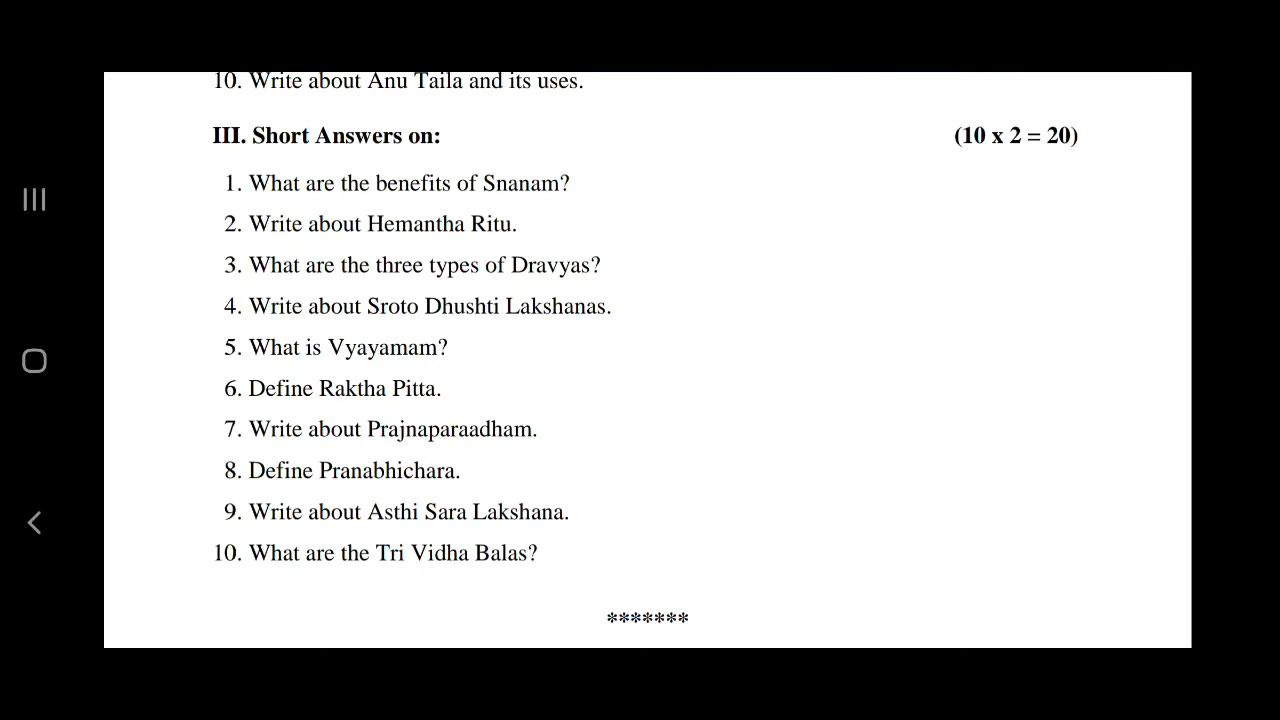 10. Write about Anu Taila and its uses.
III. Short Answers on: (10 x 2 = 20)
1. What are the benefits of Snanam?
2. Write about Hemantha Ritu.
3. What are the three types of Dravyas?
4. Write about Sroto Dhushti Lakshanas.
5. What is Vyayamam?
6. Define Raktha Pitta.
7. Write about Prajnaparaadham.
8. Define Pranabhichara.
9. Write about Asthi Sara Lakshana.
10. What are the Tri Vidha Balas?
*******